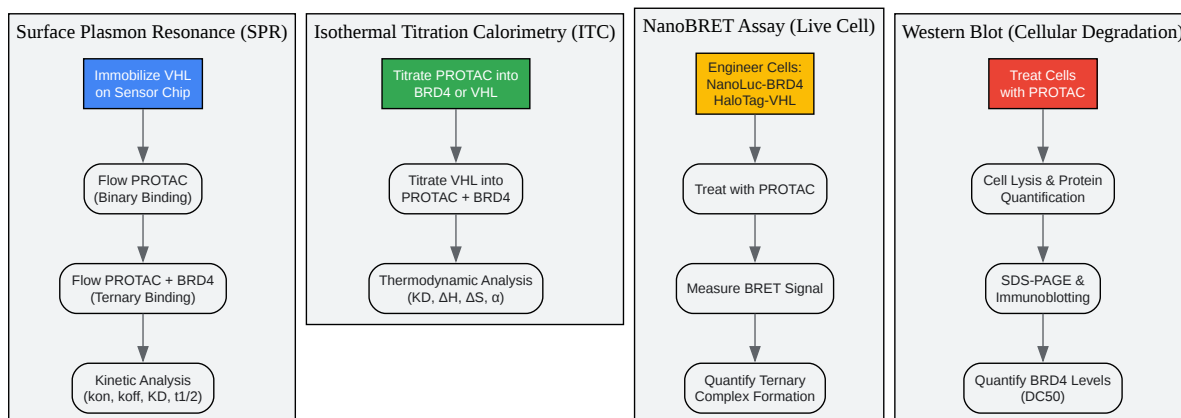 Surface Plasmon Resonance (SPR)
Immobilize VHL
on Sensor Chip
Flow PROTAC
(Binary Binding)
Flow PROTAC + BRD4
(Ternary Binding)
Kinetic Analysis
(kon, koff, KD, t1/2)
Isothermal Titration Calorimetry (ITC)
Titrate PROTAC into
BRD4 or VHL
Titrate VHL into
PROTAC + BRD4
Thermodynamic Analysis
(KD, ΔH, ΔS, α)
NanoBRET Assay (Live Cell)
Engineer Cells:
NanoLuc-BRD4
HaloTag-VHL
Treat with PROTAC
Measure BRET Signal
Quantify Ternary
Complex Formation
Western Blot (Cellular Degradation)
Treat Cells
with PROTAC
Cell Lysis & Protein
Quantification
SDS-PAGE &
Immunoblotting
Quantify BRD4 Levels
(DC50)